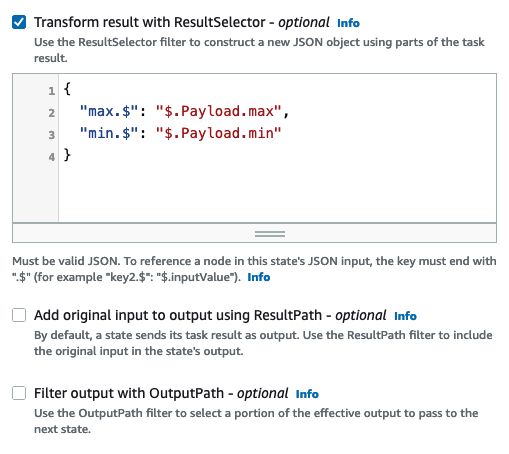 Transform result with ResultSelector - optional Info
Use the ResultSelector filter to construct a new JSON object using parts of the task
result.
1 {
2 "max.$": "$.Payload.max",
3 "min.$": "$.Payload.min"
4 }
Must be valid JSON. To reference a node in this state's JSON input, the key must end with
".$" (for example "key2.$": "$.inputValue"). Info
Add original input to output using ResultPath - optional Info
By default, a state sends its task result as output. Use the ResultPath filter to include
the original input in the state's output.
Filter output with OutputPath - optional Info
Use the OutputPath filter to select a portion of the effective output to pass to the
next state.